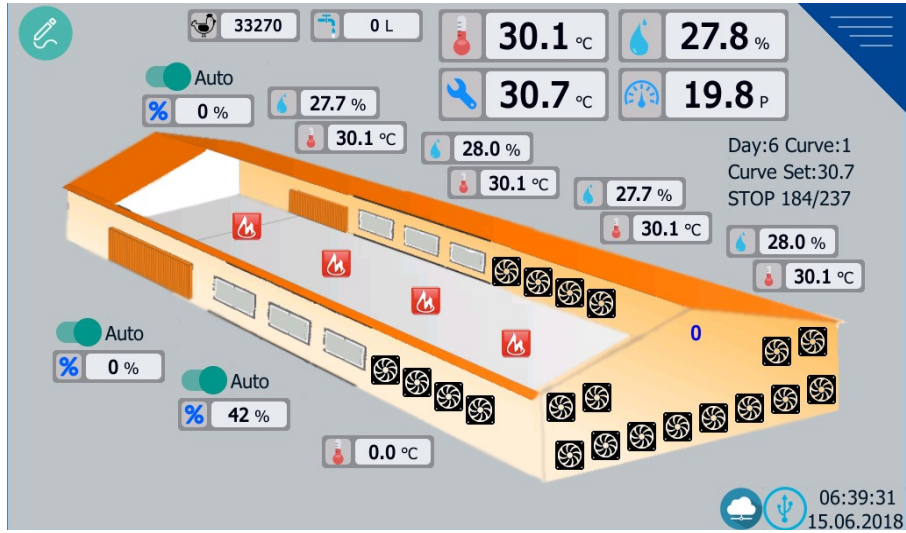 33270
0 L
30.1 °C
27.8 %
30.7 °C
19.8 P
Auto
% 0 %
27.7 %
30.1 °C
28.0 %
30.1 °C
27.7 %
30.1 °C
28.0 %
30.1 °C
Day:6 Curve:1
Curve Set:30.7
STOP 184/237
0
Auto
% 0 %
Auto
% 42 %
0.0 °C
06:39:31
15.06.2018